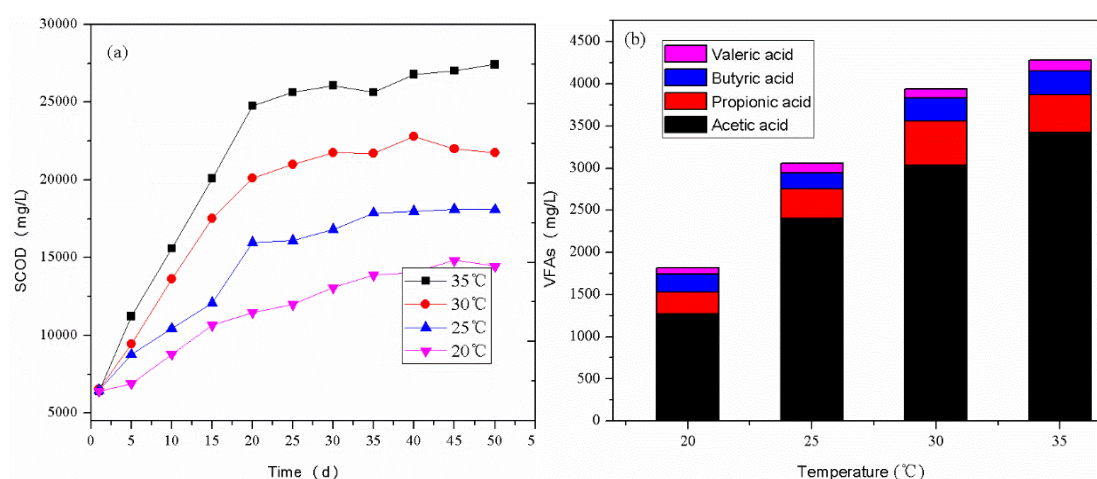 (a)
30000
25000
20000
15000
10000
5000
SCOD (mg/L)
35℃
30℃
25℃
20℃
0 5 10 15 20 25 30 35 40 45 50 5
Time (d)
(b)
Valeric acid
Butyric acid
Propionic acid
Acetic acid
4500
4000
3500
3000
2500
2000
1500
1000
500
0
VFAs (mg/L)
20 25 30 35
Temperature (℃)